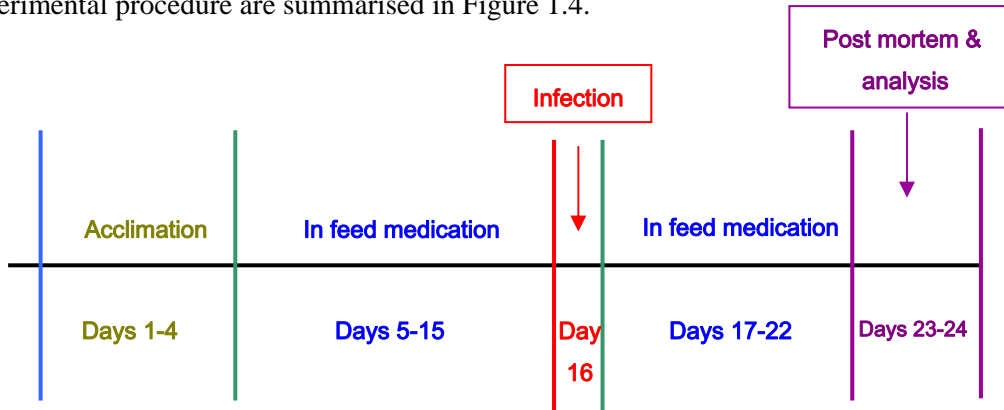 erimental procedure are summarised in Figure 1.4.
Post mortem &
analysis
Infection
Acclimation
In feed medication
In feed medication
Days 1-4
Days 5-15
Day
16
Days 17-22
Days 23-24